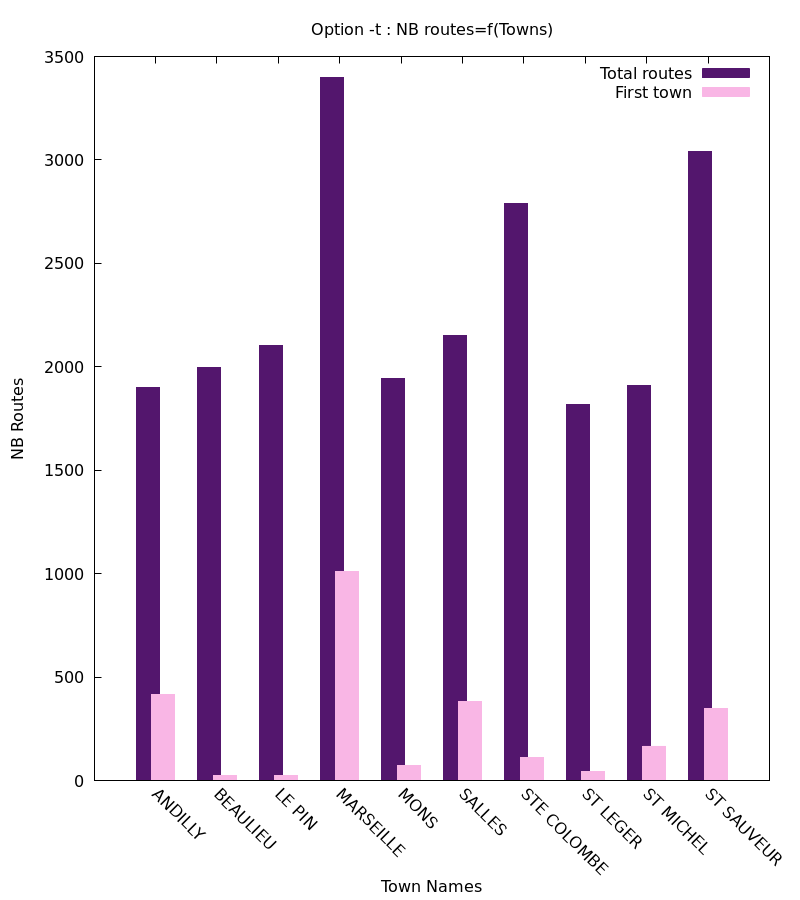 Option -t : NB routes=f(Towns)
Total routes
First town
3500
3000
2500
2000
1500
1000
500
0
NB Routes
ANDILLY
BEAULIEU
LE PIN
MARSEILLE
MONS
SALLES
STE COLOMBE
ST LEGER
ST MICHEL
ST SAUVEUR
Town Names